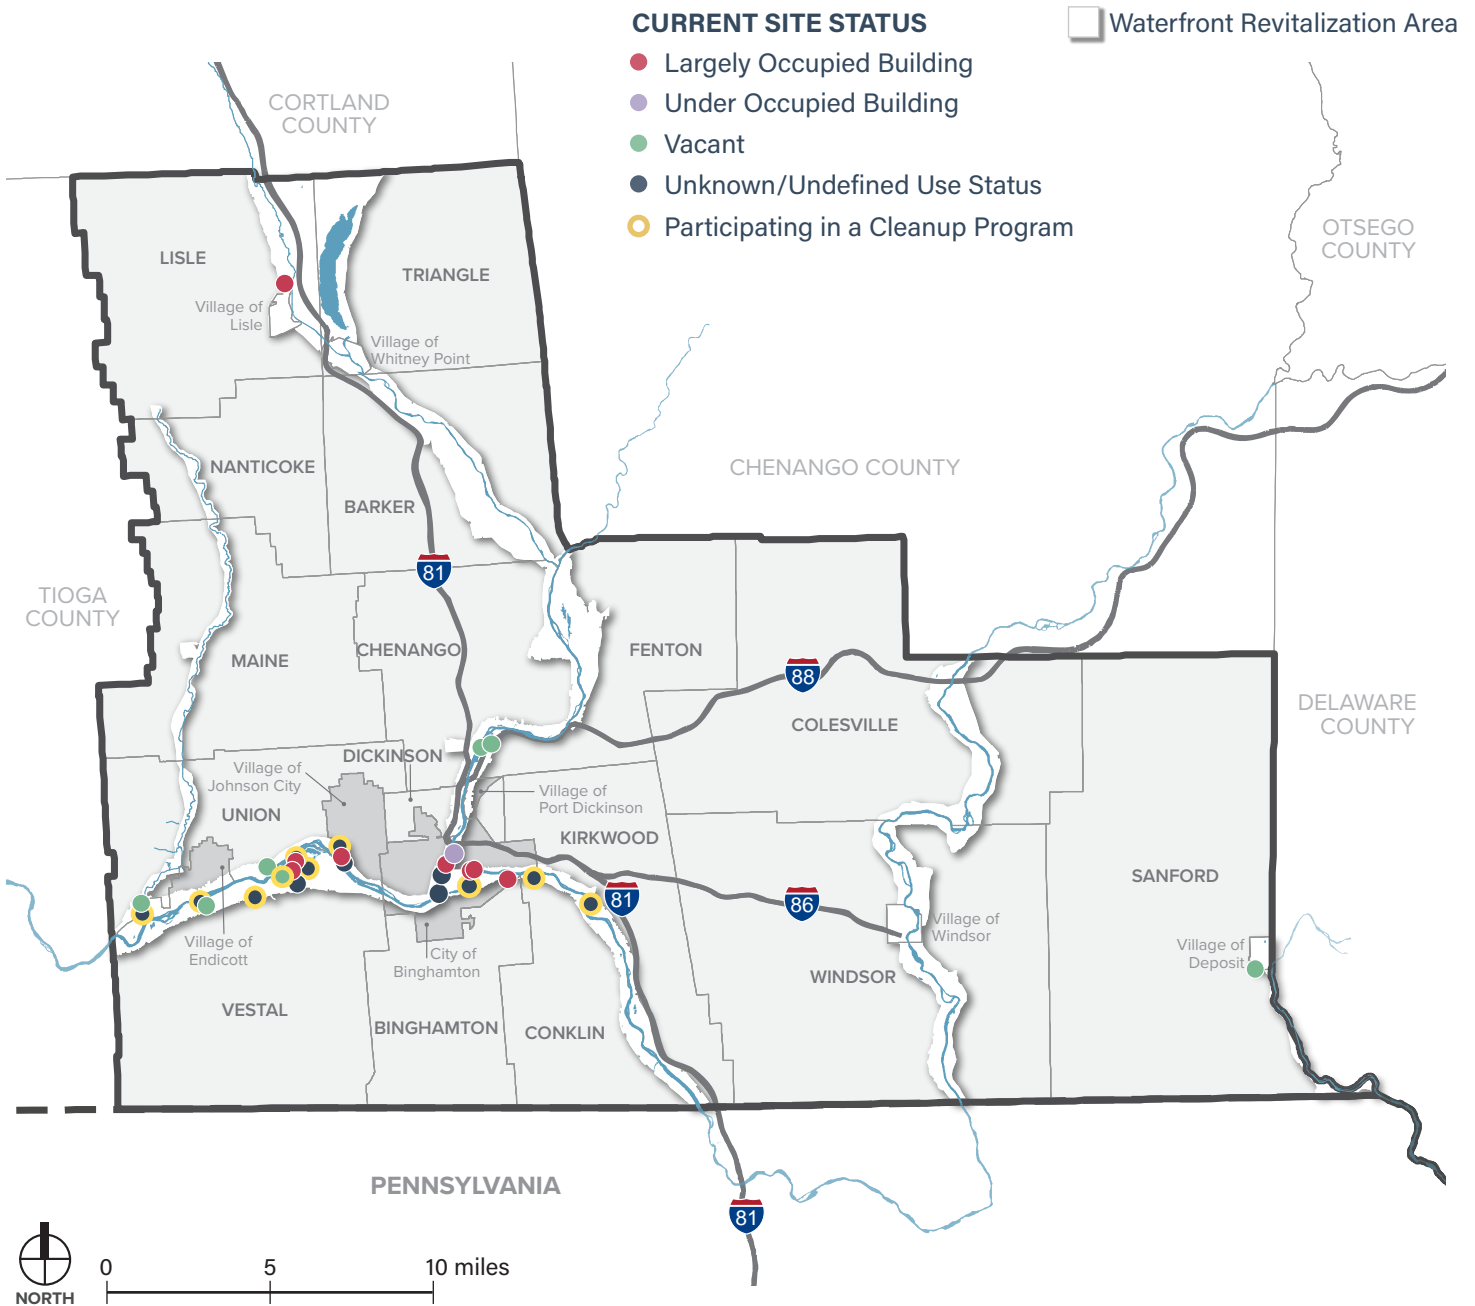 CURRENT SITE STATUS
Largely Occupied Building
Under Occupied Building
Vacant
Unknown/Undefined Use Status
Participating in a Cleanup Program
Waterfront Revitalization Area
CORTLAND
COUNTY
OTSEGO
COUNTY
LISLE
TRIANGLE
Village of
Lisle
Village of
Whitney Point
NANTICOKE
BARKER
CHENANGO COUNTY
81
TIOGA
COUNTY
MAINE
CHENANGO
FENTON
88
COLESVILLE
DELAWARE
COUNTY
DICKINSON
Village of
Johnson City
UNION
Village of
Port Dickinson
KIRKWOOD
SANFORD
81
86
Village of
Windsor
Village of
Endicott
City of
Binghamton
Village of
Deposit
WINDSOR
VESTAL
BINGHAMTON
CONKLIN
PENNSYLVANIA
81
NORTH
0
5
10 miles